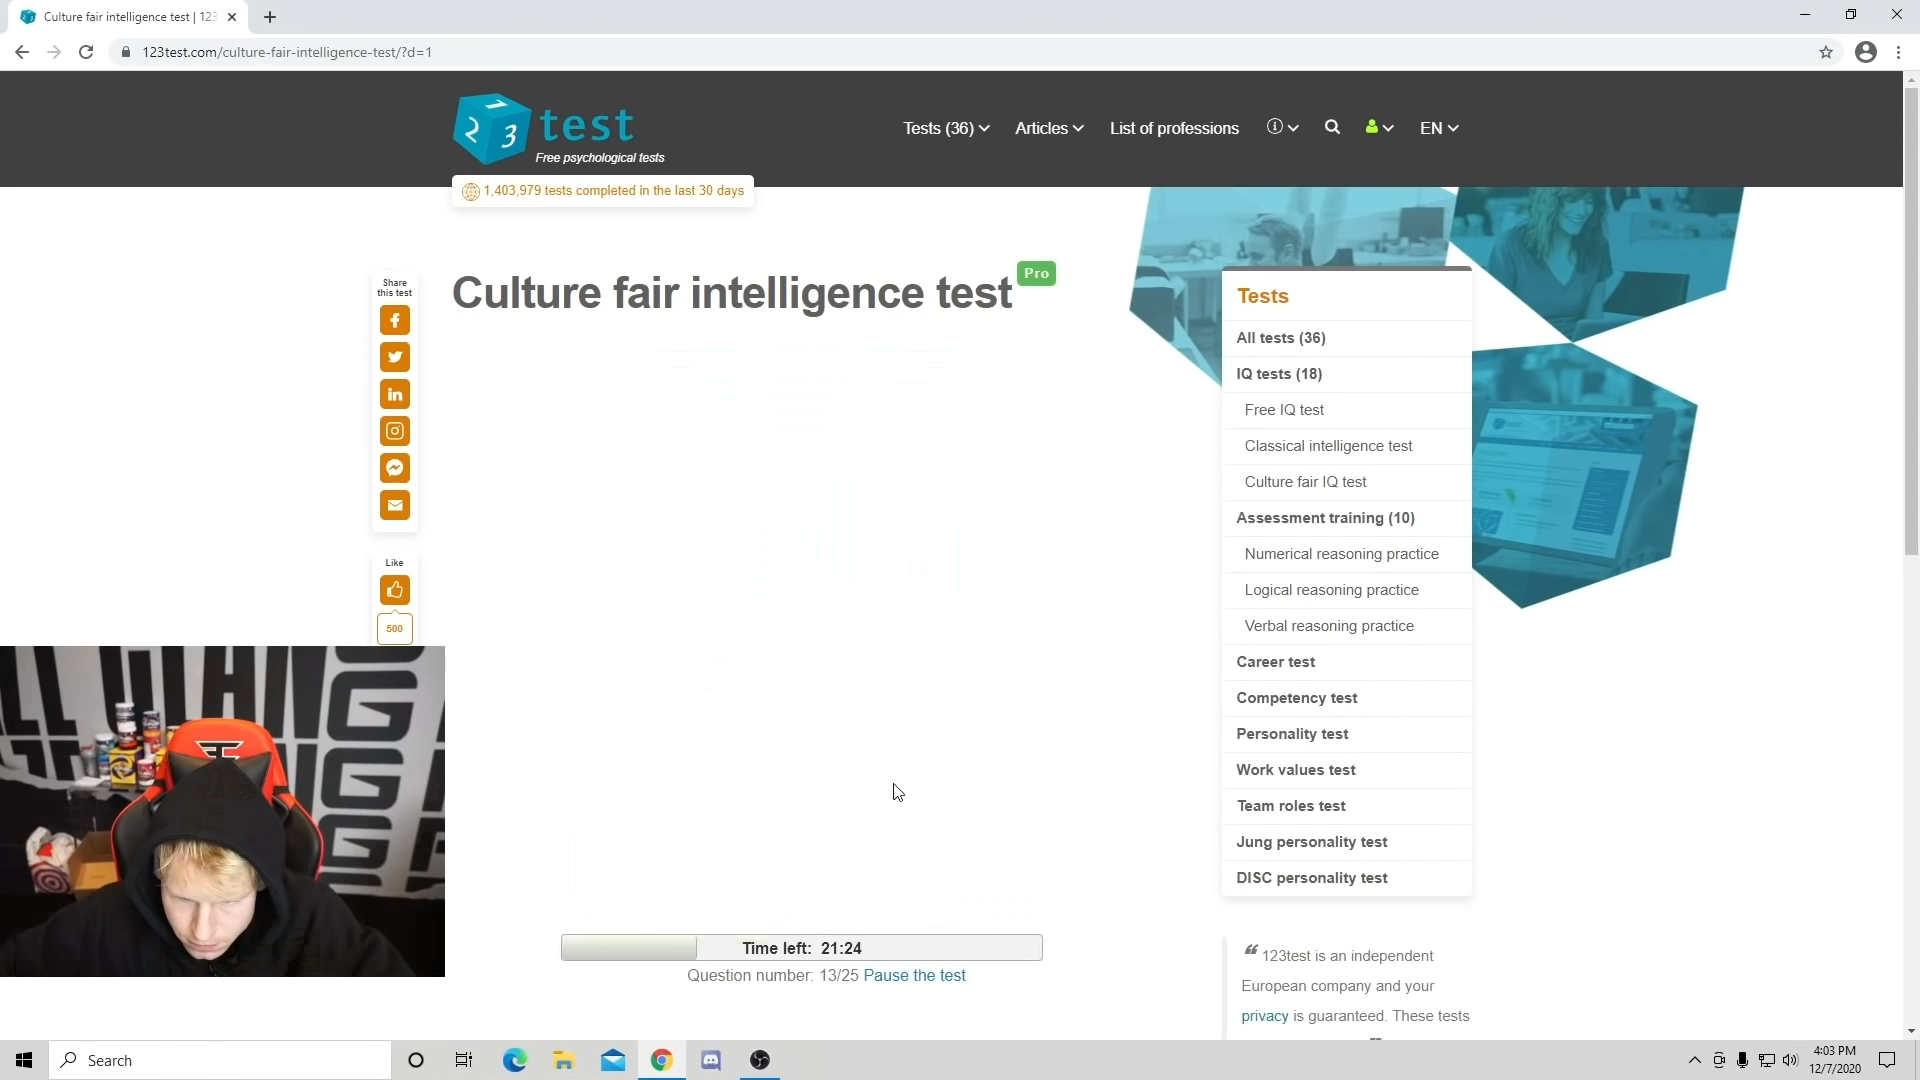 Culture fair intelligence test | 123
123test.com/culture-fair-intelligence-test/?d=1
1 2 3 test
Free psychological tests
Tests (36)
Articles
List of professions
EN
1,403,979 tests completed in the last 30 days
Culture fair intelligence test
Pro
Share
this test
Like
500
Tests
All tests (36)
IQ tests (18)
Free IQ test
Classical intelligence test
Culture fair IQ test
Assessment training (10)
Numerical reasoning practice
Logical reasoning practice
Verbal reasoning practice
Career test
Competency test
Personality test
Work values test
Team roles test
Jung personality test
DISC personality test
Time left: 21:24
Question number: 13/25 Pause the test
❝ 123test is an independent
European company and your
privacy is guaranteed. These tests
Search
4:03 PM
12/7/2020